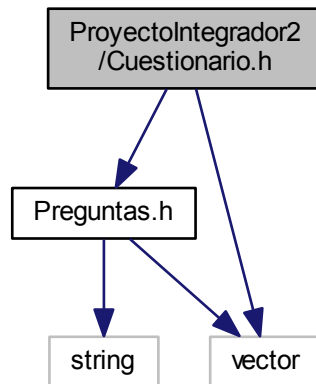 ProyectoIntegrador2
/Cuestionario.h
Preguntas.h
string
vector